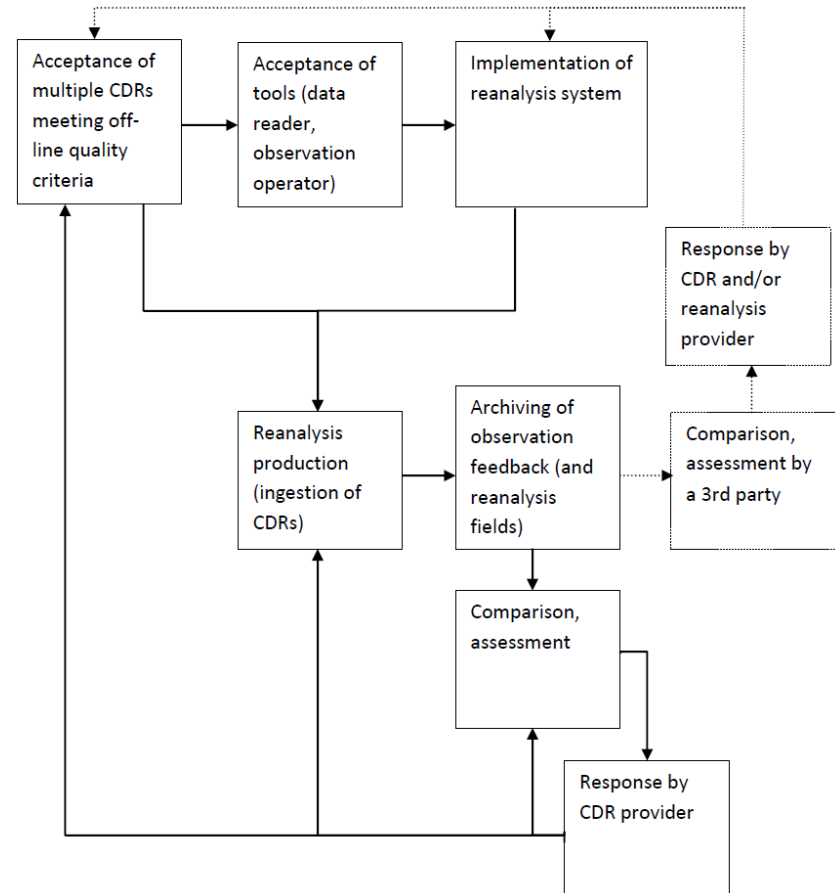 Acceptance of
multiple CDRs
meeting off-
line quality
criteria
Acceptance of
tools (data
reader,
observation
operator)
Implementation of
reanalysis system
Response by
CDR and/or
reanalysis
provider
Reanalysis
production
(ingestion of
CDRs)
Archiving of
observation
feedback (and
reanalysis
fields)
Comparison,
assessment by
a 3rd party
Comparison,
assessment
Response by
CDR provider